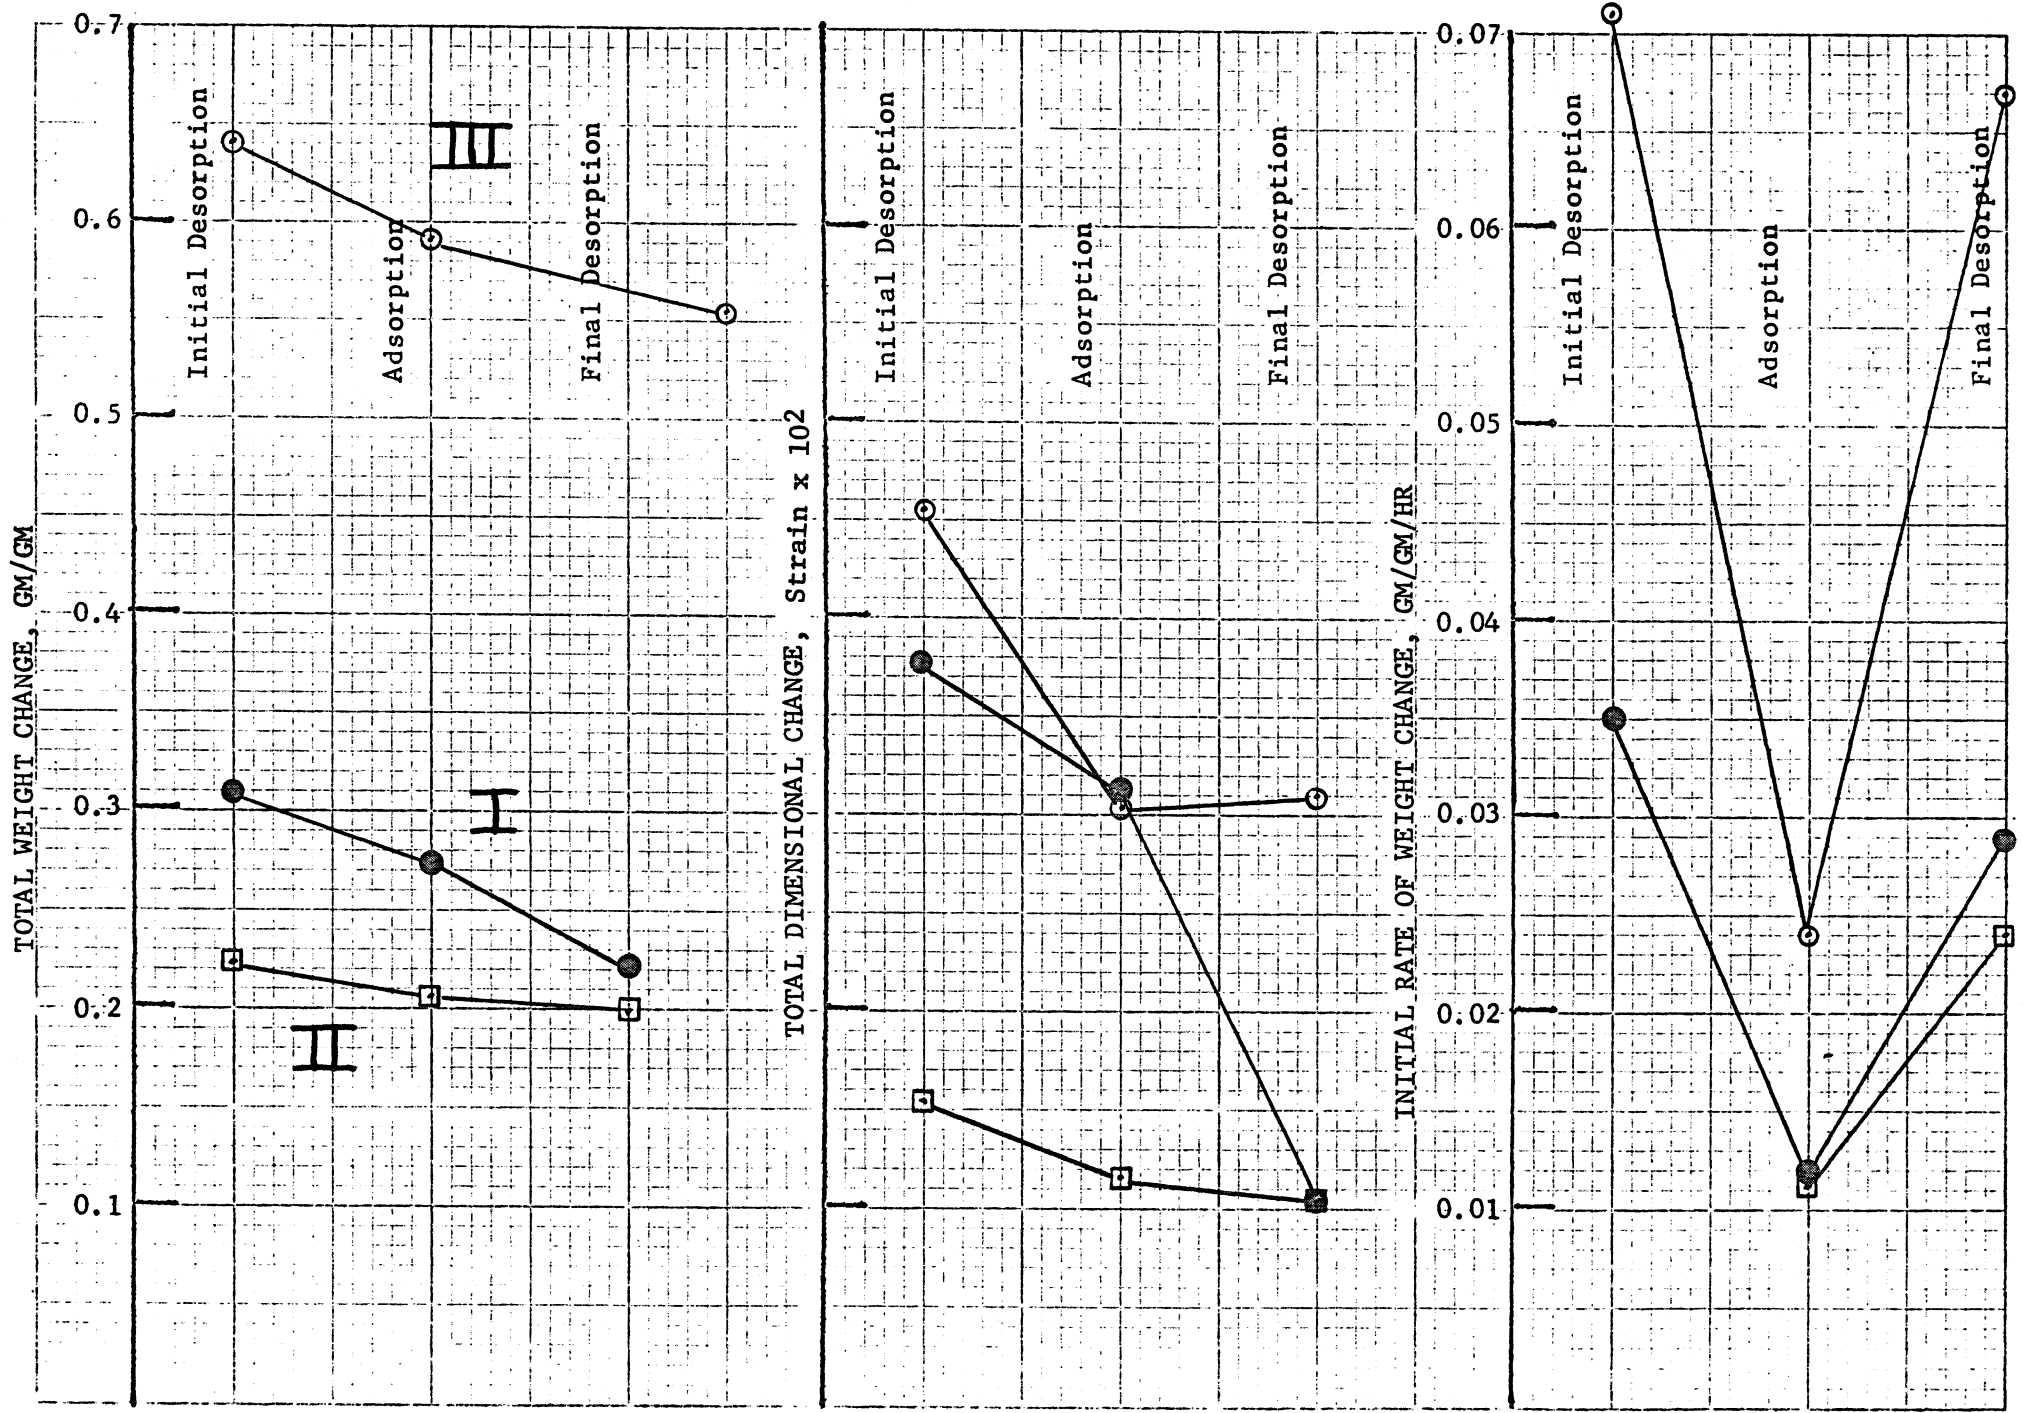 TOTAL WEIGHT CHANGE, GM/GM
0.7
0.6
0.5
0.4
0.3
0.2
0.1
Initial Desorption
Adsorption
Final Desorption
III
I
II
TOTAL DIMENSIONAL CHANGE, Strain x 10²
Initial Desorption
Adsorption
Final Desorption
INITIAL RATE OF WEIGHT CHANGE, GM/GM/HR
0.07
0.06
0.05
0.04
0.03
0.02
0.01
Initial Desorption
Adsorption
Final Desorption